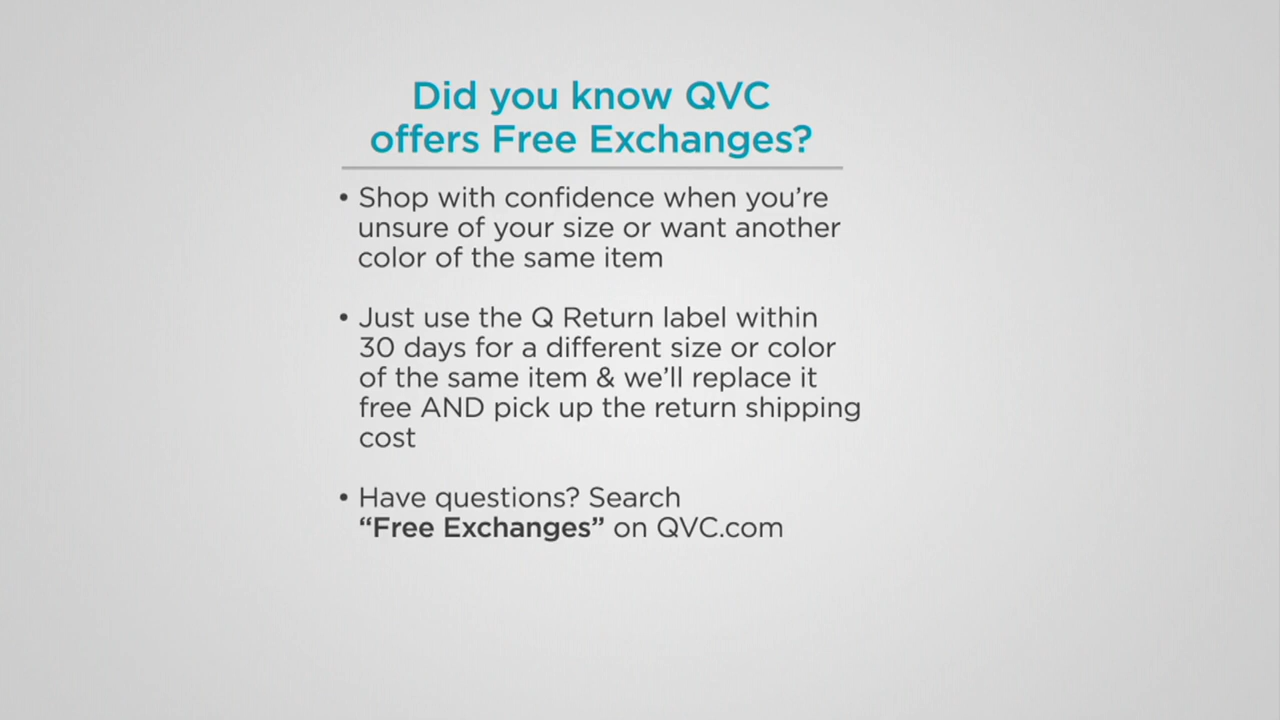 Did you know QVC
offers Free Exchanges?
• Shop with confidence when you’re
unsure of your size or want another
color of the same item
• Just use the Q Return label within
30 days for a different size or color
of the same item & we’ll replace it
free AND pick up the return shipping
cost
• Have questions? Search
“Free Exchanges” on QVC.com